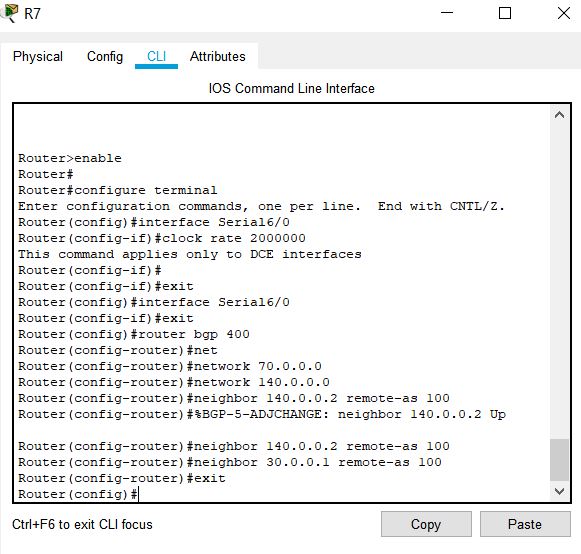 R7
Physical Config CLI Attributes
IOS Command Line Interface
Router>enable
Router#
Router#configure terminal
Enter configuration commands, one per line.  End with CNTL/Z.
Router(config)#interface Serial6/0
Router(config-if)#clock rate 2000000
This command applies only to DCE interfaces
Router(config-if)#
Router(config-if)#exit
Router(config)#interface Serial6/0
Router(config-if)#exit
Router(config)#router bgp 400
Router(config-router)#net
Router(config-router)#network 70.0.0.0
Router(config-router)#network 140.0.0.0
Router(config-router)#neighbor 140.0.0.2 remote-as 100
Router(config-router)#%BGP-5-ADJCHANGE: neighbor 140.0.0.2 Up
Router(config-router)#neighbor 140.0.0.2 remote-as 100
Router(config-router)#neighbor 30.0.0.1 remote-as 100
Router(config-router)#exit
Router(config)#
Ctrl+F6 to exit CLI focus
Copy Paste